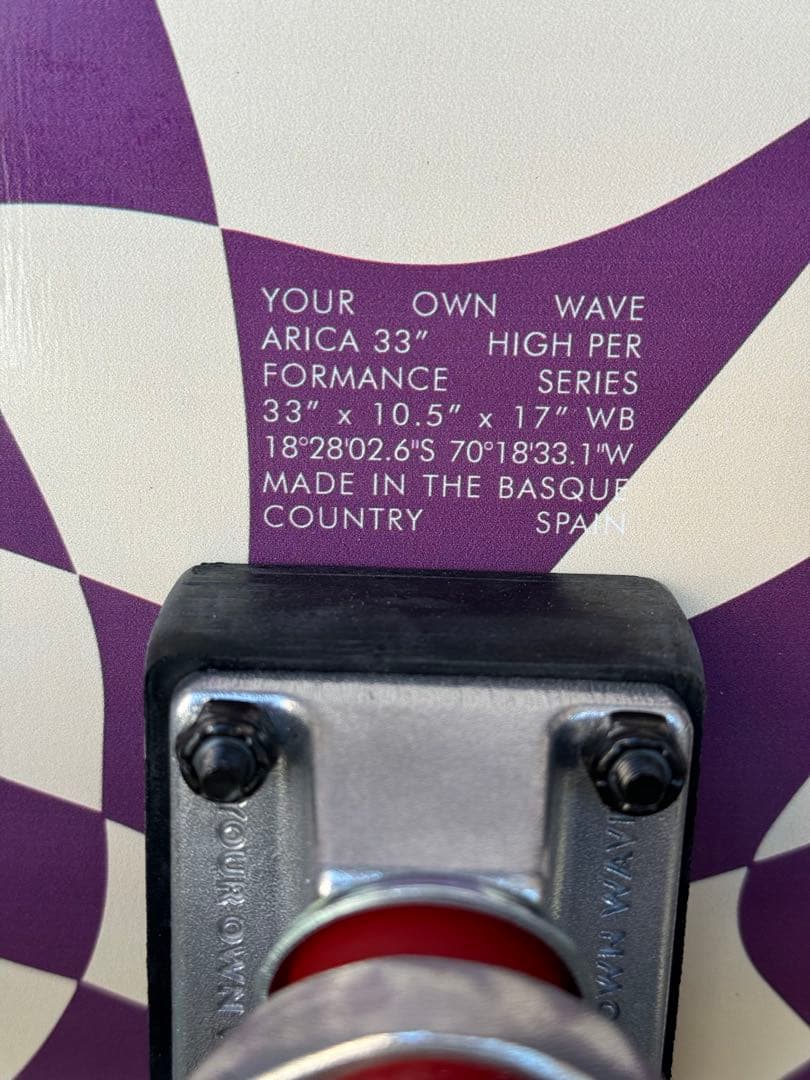 YOUR OWN WAVE
ARICA 33” HIGH PER
FORMANCE SERIES
33” x 10.5” x 17” WB
18°28'02.6"S 70°18'33.1"W
MADE IN THE BASQUE
COUNTRY SPAIN
YOUR OWN
OWN WAVE